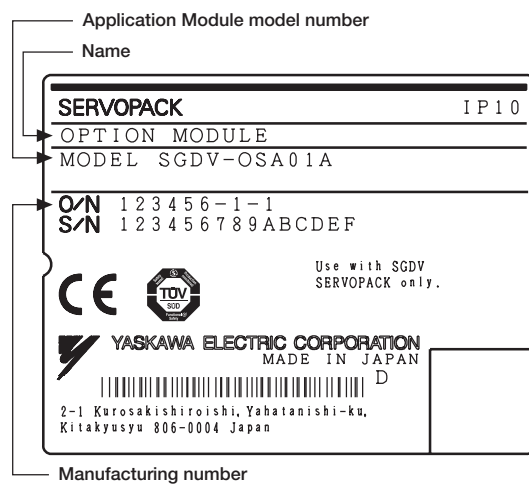 Application Module model number
Name
SERVOPACK IP10
OPTION MODULE
MODEL SGDV-OSA01A
O/N 123456-1-1
S/N 123456789ABCDEF
CE
TÜV
SÜD
Functional
Safety
Use with SGDV
SERVOPACK only.
YASKAWA ELECTRIC CORPORATION
MADE IN JAPAN
D
2-1 Kurosakishiroishi, Yahatanishi-ku,
Kitakyusyu 806-0004 Japan
Manufacturing number